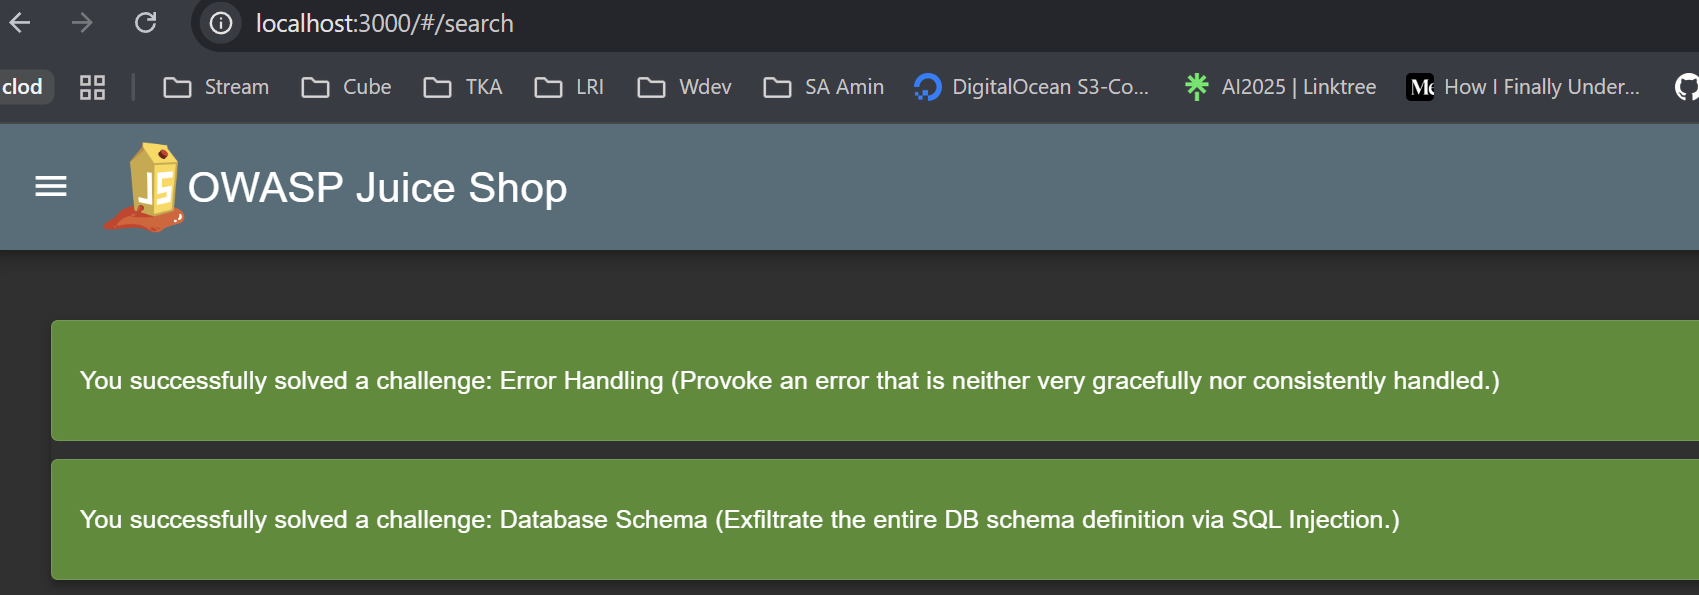 localhost:3000/#/search
clod Stream Cube TKA LRI Wdev SA Amin DigitalOcean S3-Co... AI2025 | Linktree Me How I Finally Under...
JS OWASP Juice Shop
You successfully solved a challenge: Error Handling (Provoke an error that is neither very gracefully nor consistently handled.)
You successfully solved a challenge: Database Schema (Exfiltrate the entire DB schema definition via SQL Injection.)